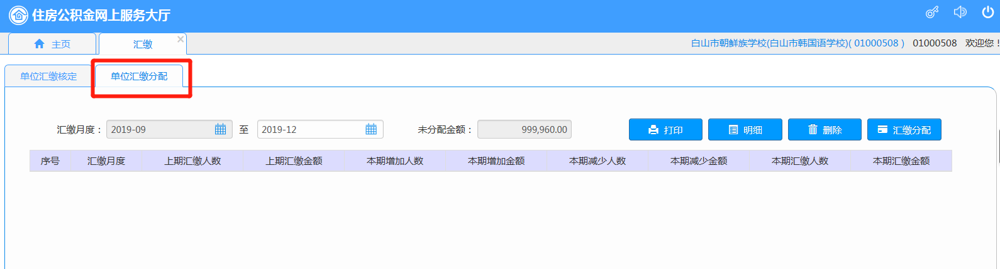 住房公积金网上服务大厅
主页 汇缴 白山市朝鲜族学校(白山市韩国语学校)( 01000508 ) 01000508 欢迎您！
单位汇缴核定 单位汇缴分配
汇缴月度： 2019-09 至 2019-12 未分配金额： 999,960.00 打印 明细 删除 汇缴分配
序号 汇缴月度 上期汇缴人数 上期汇缴金额 本期增加人数 本期增加金额 本期减少人数 本期减少金额 本期汇缴人数 本期汇缴金额